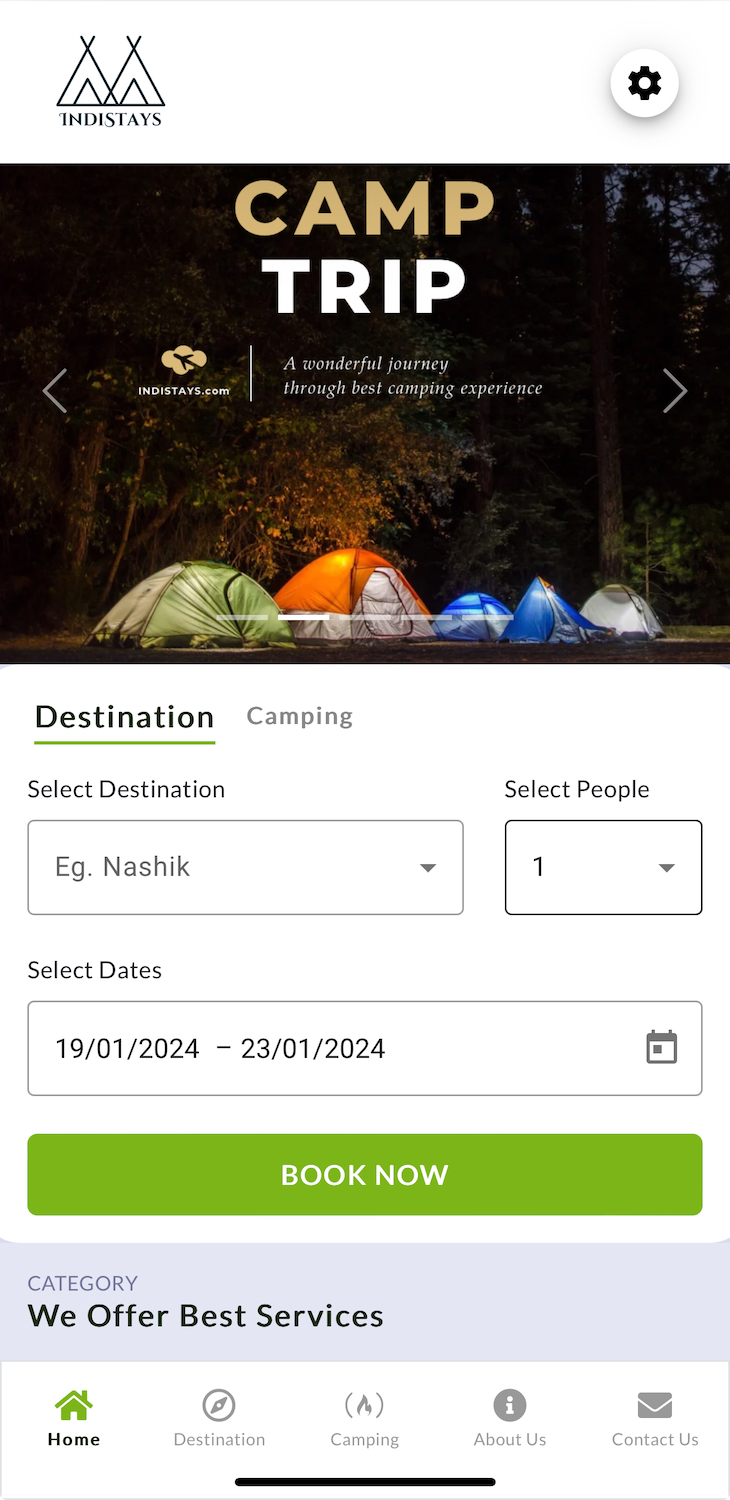 INDISTAYS
CAMP
TRIP
INDISTAYS.com
A wonderful journey
through best camping experience
Destination Camping
Select Destination Select People
Eg. Nashik 1
Select Dates
19/01/2024 – 23/01/2024
BOOK NOW
CATEGORY
We Offer Best Services
Home Destination Camping About Us Contact Us